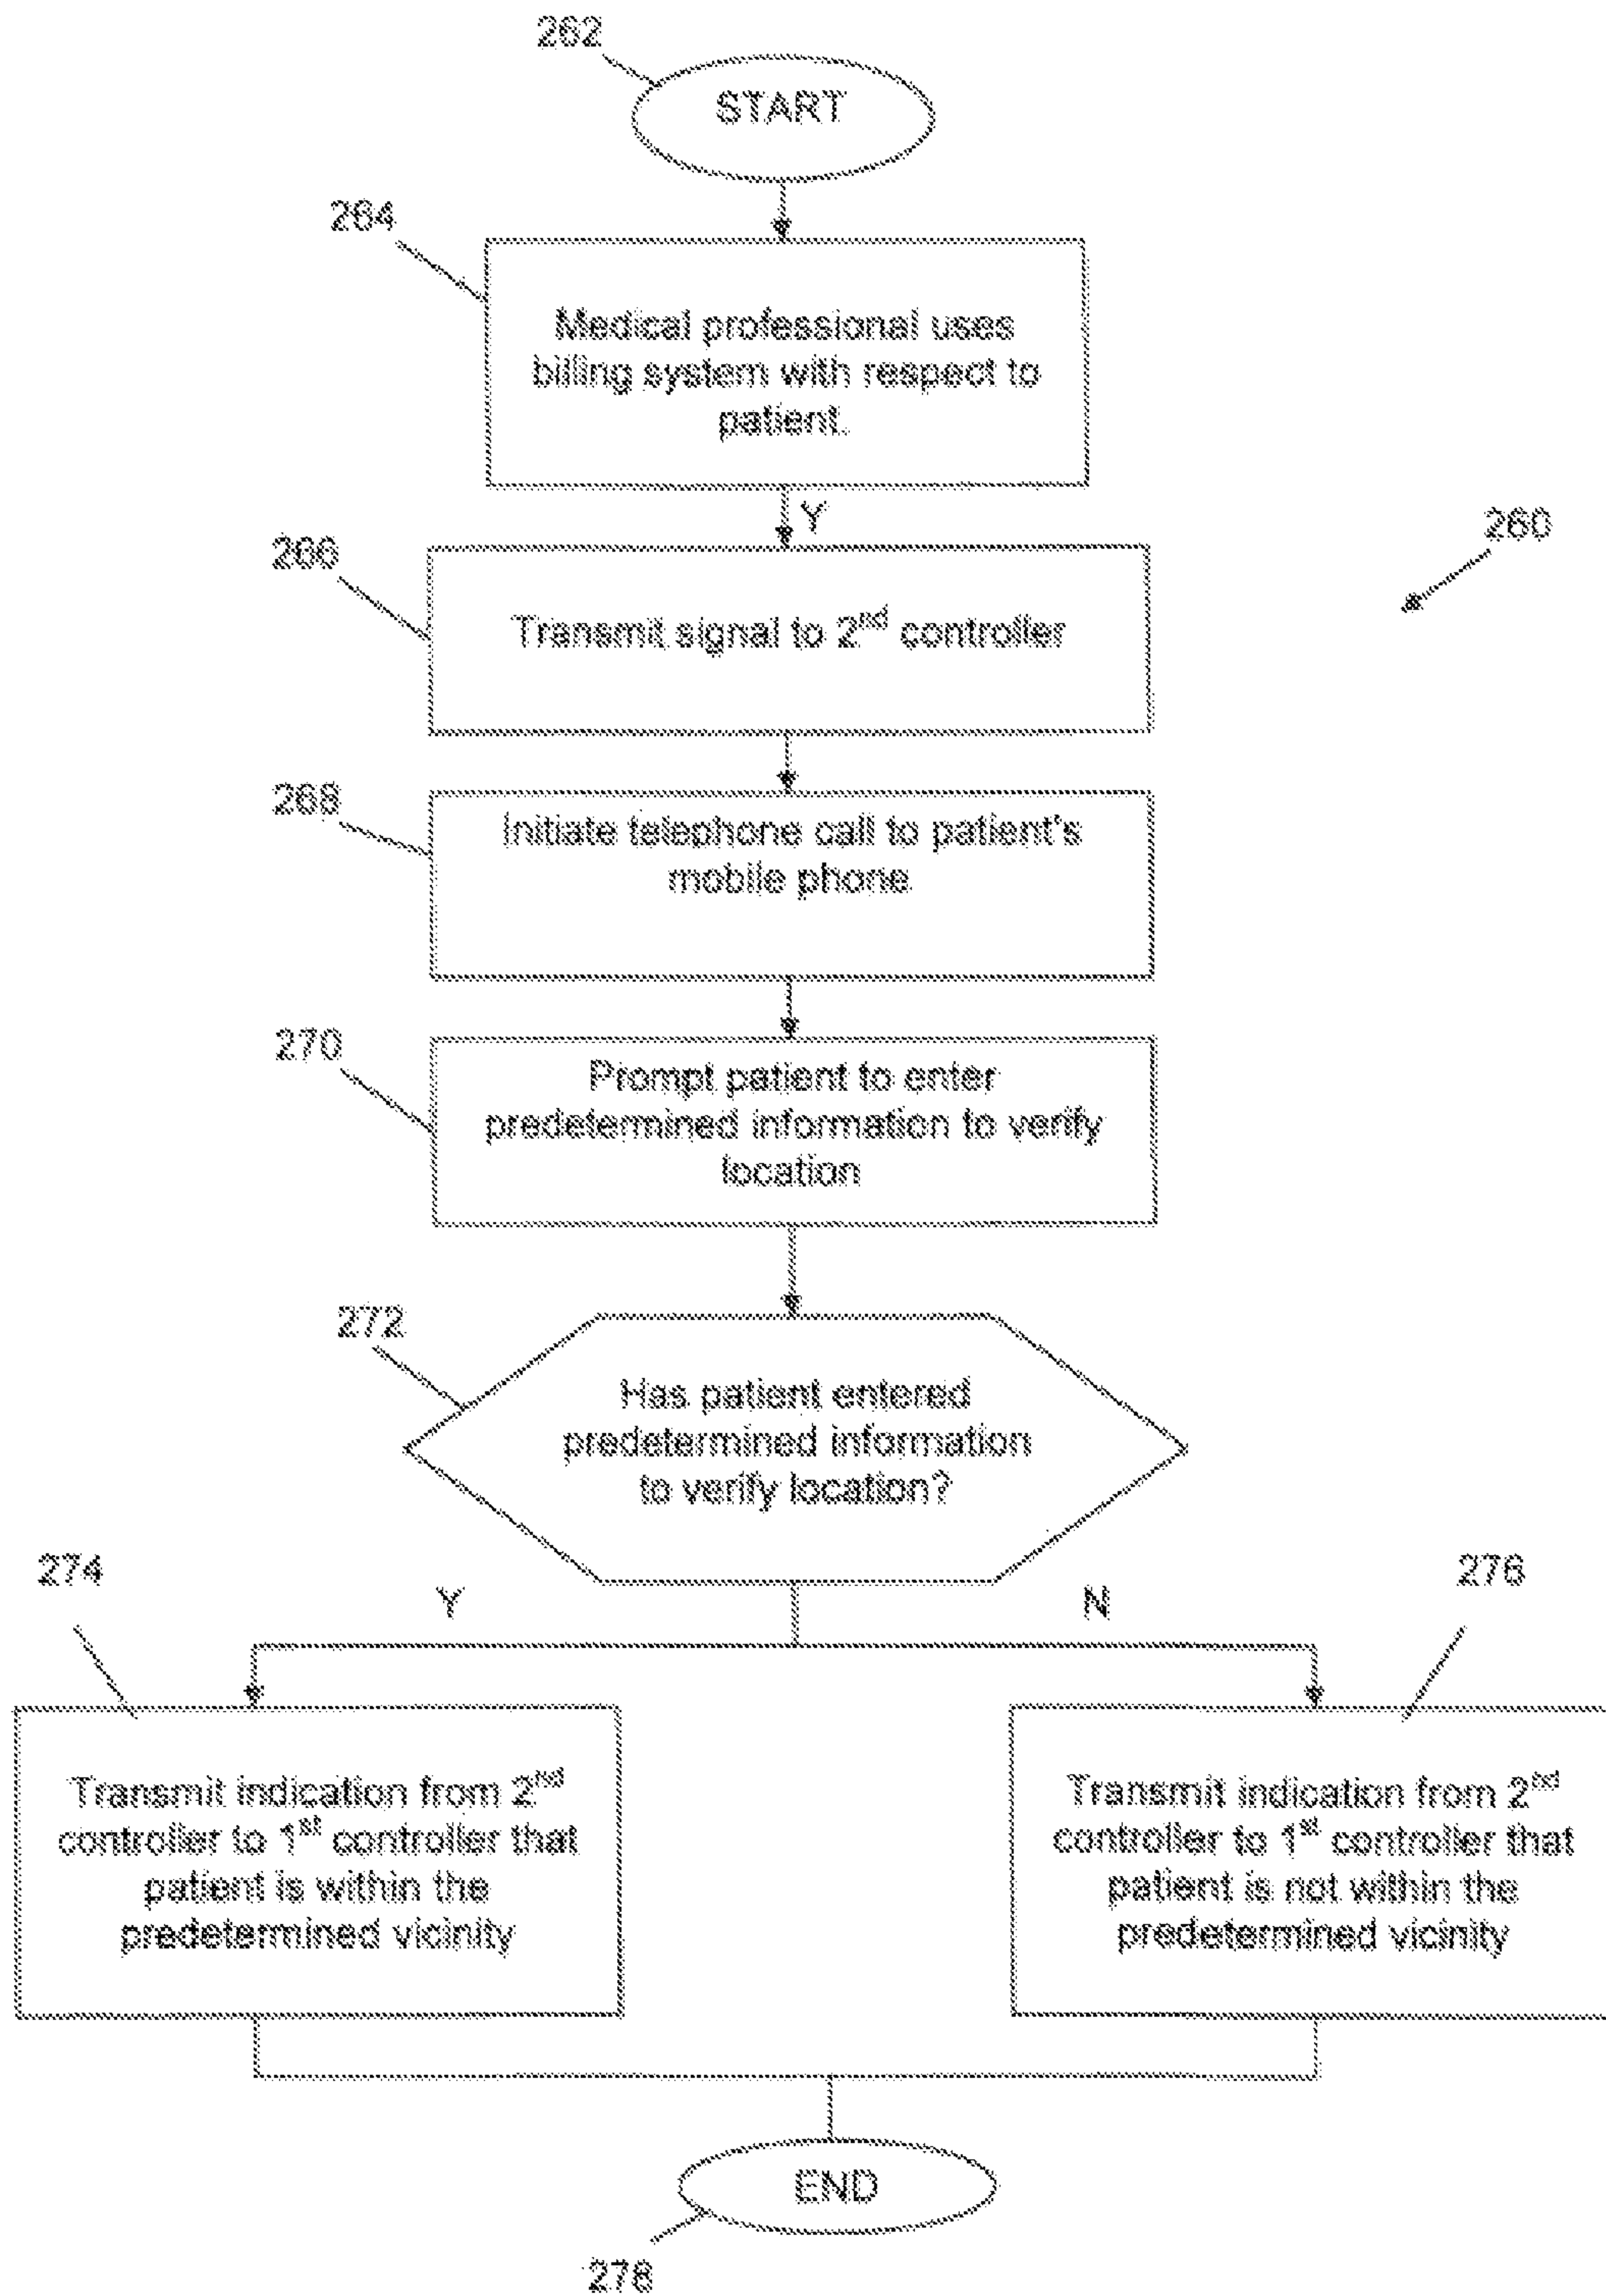 262
START
264
Medical professional uses
billing system with respect to
patient.
Y
260
266
Transmit signal to 2nd controller
268
Initiate telephone call to patient's
mobile phone
270
Prompt patient to enter
predetermined information to verify
location
272
Has patient entered
predetermined information
to verify location?
274
Y
N
276
Transmit indication from 2nd
controller to 1st controller that
patient is within the
predetermined vicinity
Transmit indication from 2nd
controller to 1st controller that
patient is not within the
predetermined vicinity
END
278